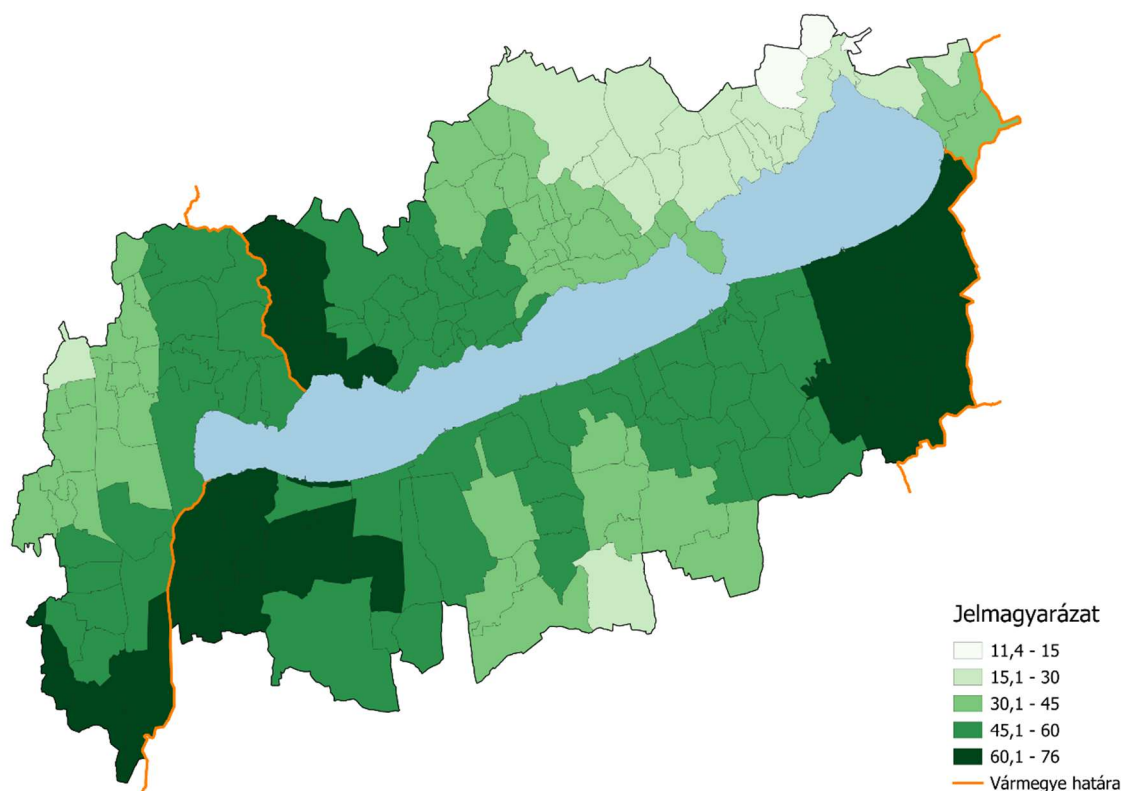 Jelmagyarázat
11,4 - 15
15,1 - 30
30,1 - 45
45,1 - 60
60,1 - 76
Vármegye határa